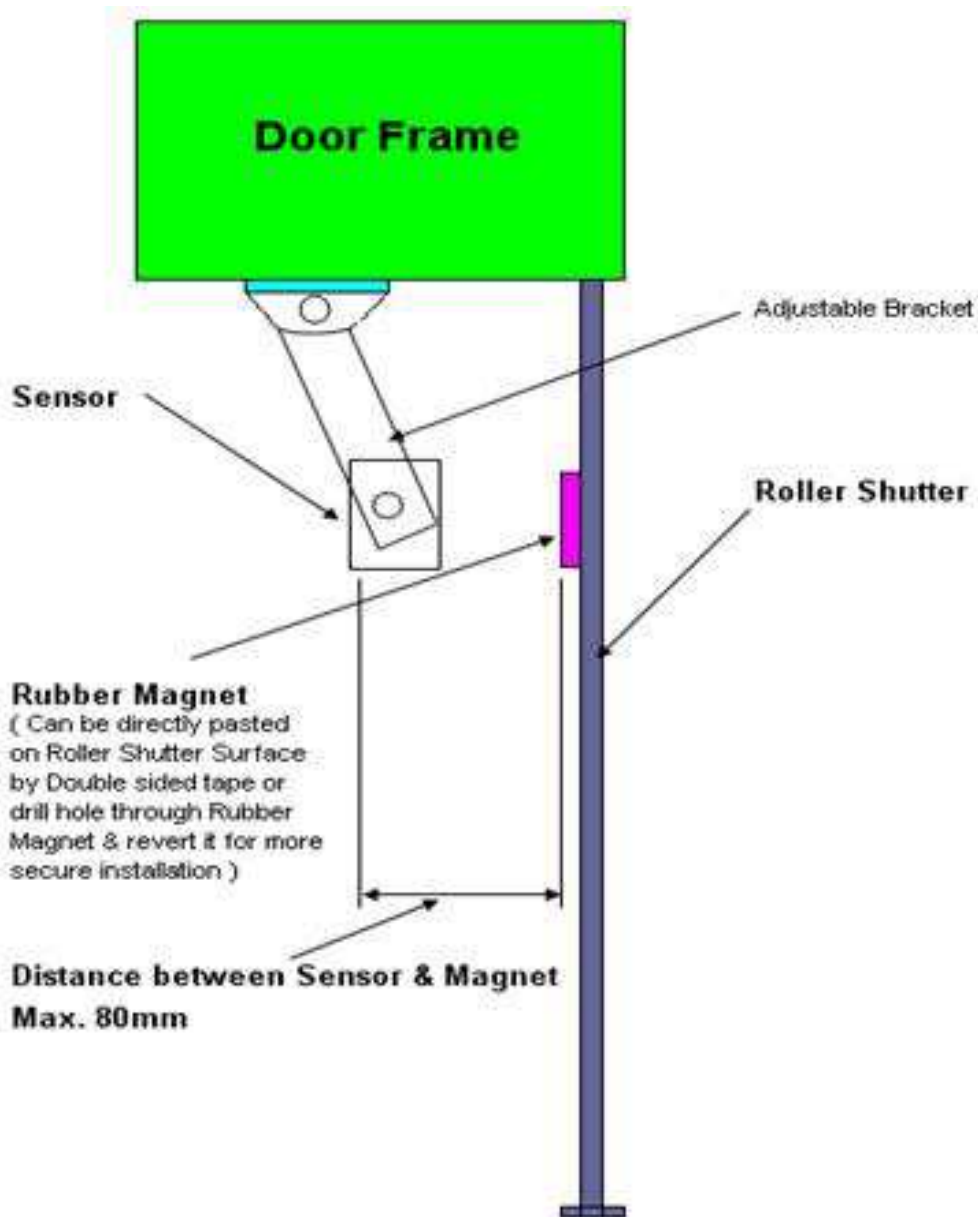 Door Frame
Adjustable Bracket
Sensor
Roller Shutter
Rubber Magnet
( Can be directly pasted
on Roller Shutter Surface
by Double sided tape or
drill hole through Rubber
Magnet & revert it for more
secure installation )
Distance between Sensor & Magnet
Max. 80mm